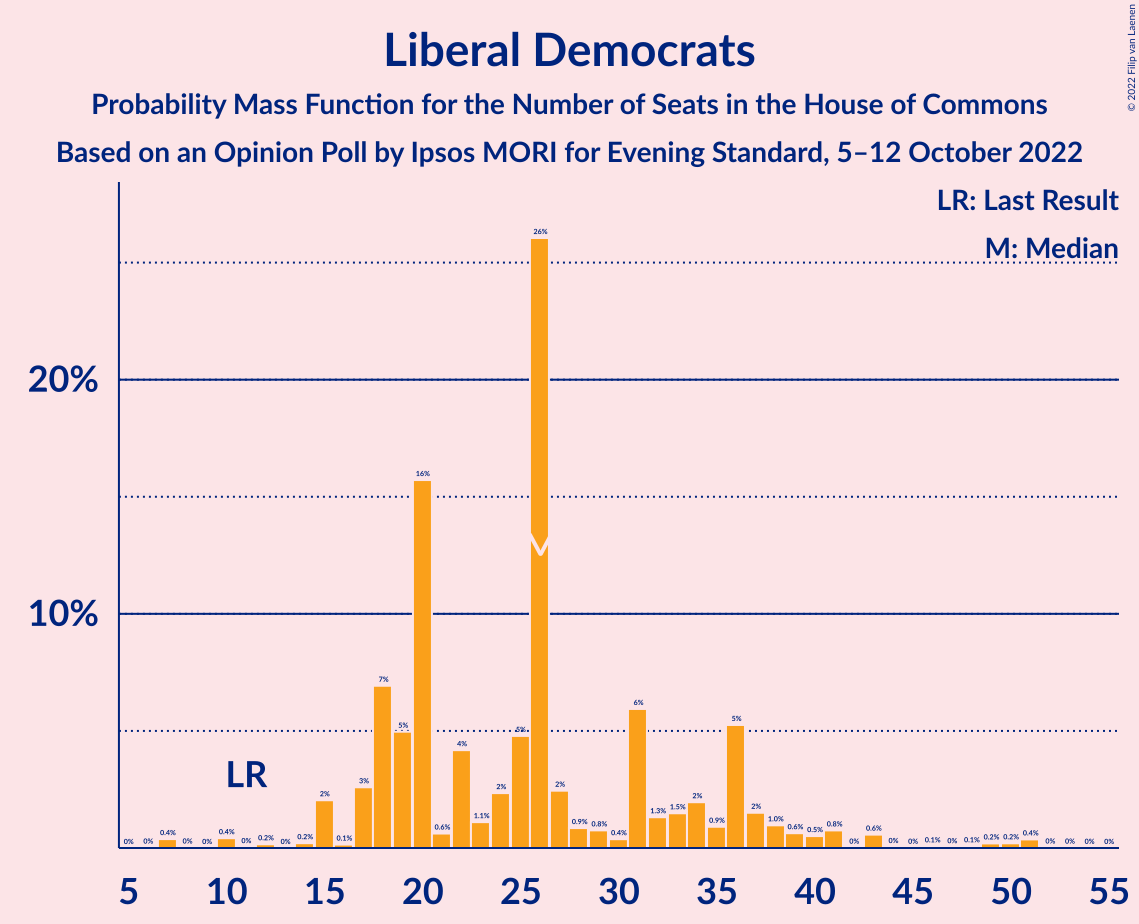 Liberal Democrats
Probability Mass Function for the Number of Seats in the House of Commons
Based on an Opinion Poll by Ipsos MORI for Evening Standard, 5–12 October 2022
© 2022 Filip van Laenen
LR: Last Result
M: Median
20%
10%
LR
M
0% 0% 0.4% 0% 0% 0.4% 0% 0.2% 0% 0.2% 2% 0.1% 3% 7% 5% 16% 0.6% 4% 1.1% 2% 5% 26% 2% 0.9% 0.8% 0.4% 6% 1.3% 1.5% 2% 0.9% 5% 2% 1.0% 0.6% 0.5% 0.8% 0% 0.6% 0% 0% 0.1% 0% 0.1% 0.2% 0.2% 0.4% 0% 0% 0% 0%
5 10 15 20 25 30 35 40 45 50 55